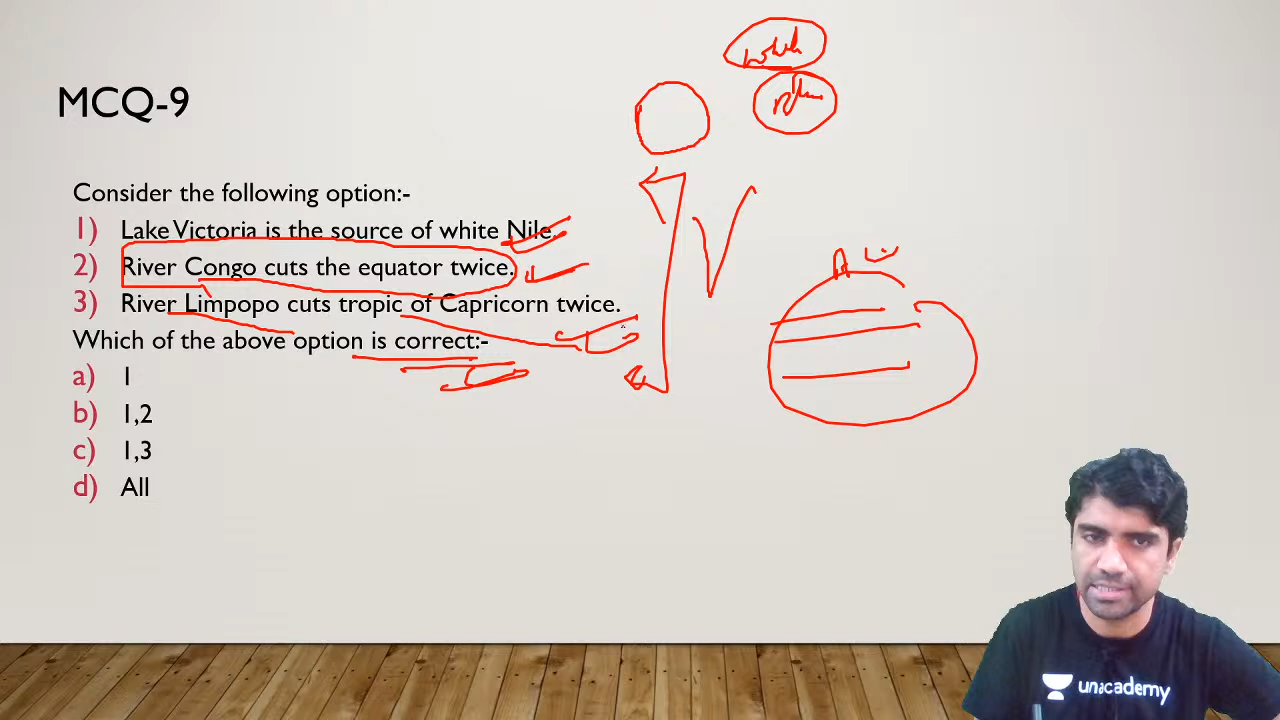 MCQ-9
Consider the following option:-
1) Lake Victoria is the source of white Nile.
2) River Congo cuts the equator twice.
3) River Limpopo cuts tropic of Capricorn twice.
Which of the above option is correct:-
a) 1
b) 1,2
c) 1,3
d) All
unacademy